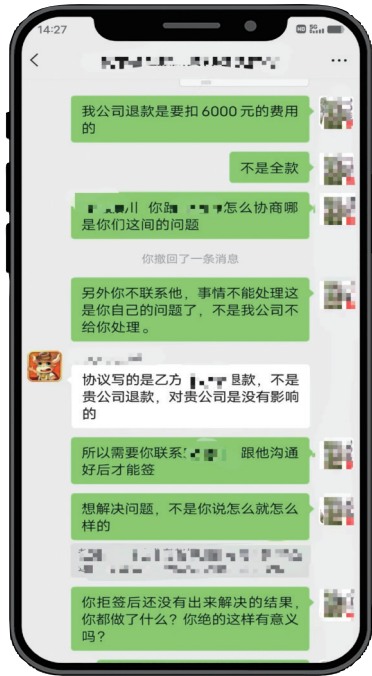 14:27
HD 5G
我公司退款是要扣6000元的费用
的
不是全款
川 你跟 怎么协商哪
是你们这间的问题
你撤回了一条消息
另外你不联系他，事情不能处理这
是你自己的问题了，不是我公司不
给你处理。
协议写的是乙方 退款，不是
贵公司退款，对贵公司是没有影响
的
所以需要你联系 跟他沟通
好后才能签
想解决问题，不是你说怎么就怎么
样的
你拒签后还没有出来解决的结果，
你都做了什么？你绝的这样有意义
吗？